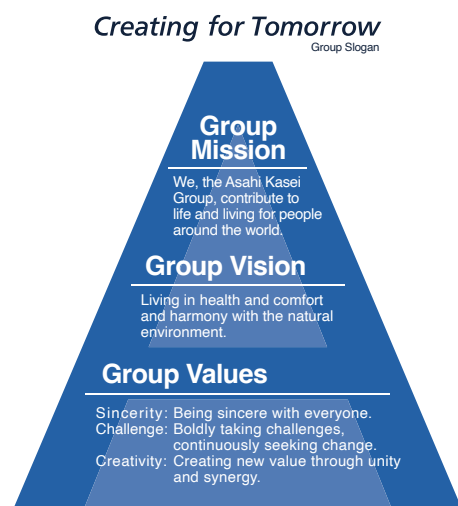 Creating for Tomorrow
Group Slogan
Group
Mission
We, the Asahi Kasei
Group, contribute to
life and living for people
around the world.
Group Vision
Living in health and comfort
and harmony with the natural
environment.
Group Values
Sincerity: Being sincere with everyone.
Challenge: Boldly taking challenges,
continuously seeking change.
Creativity: Creating new value through unity
and synergy.